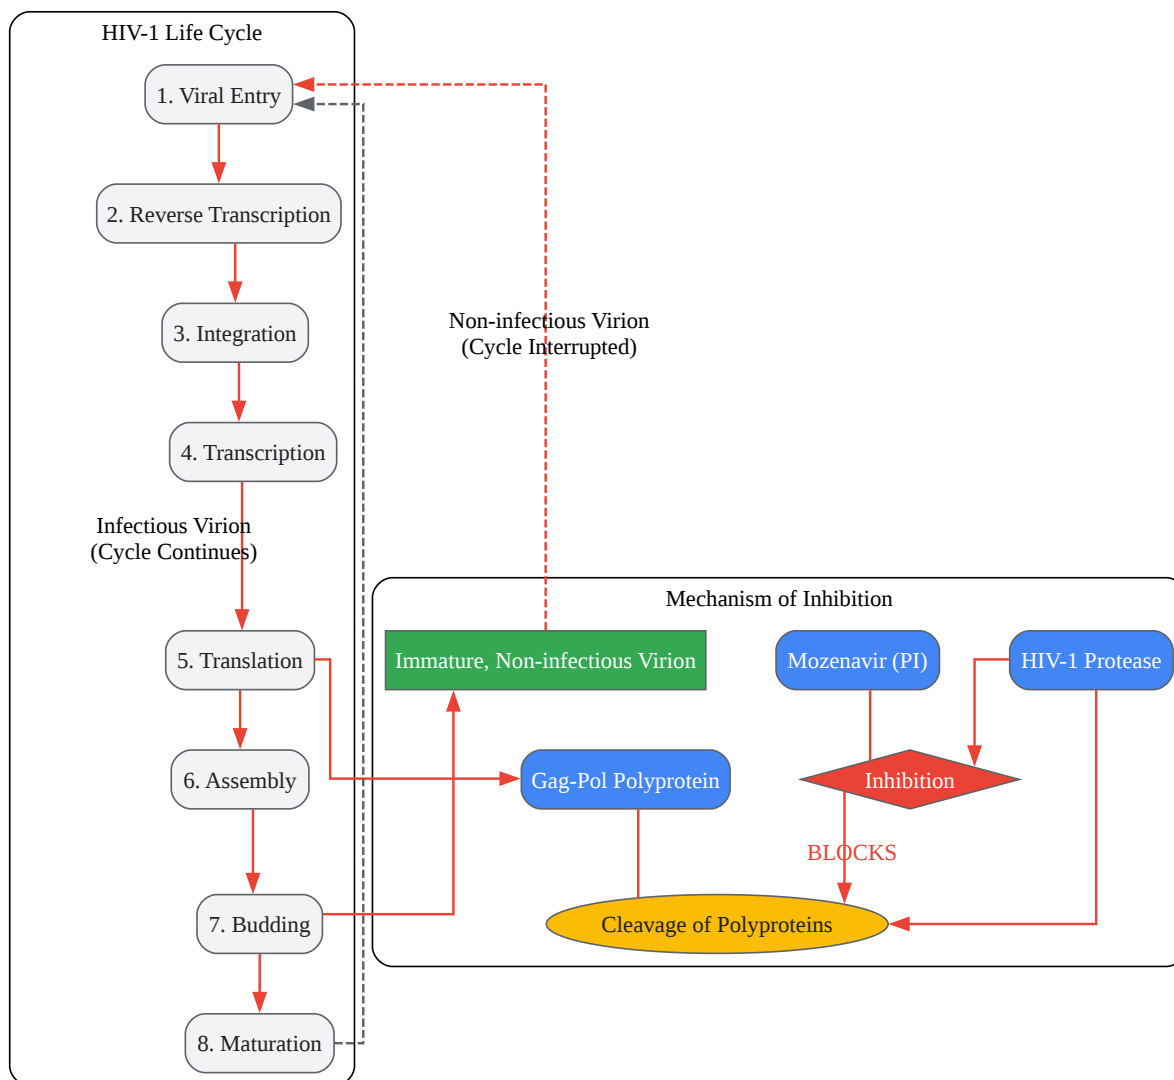 HIV-1 Life Cycle
1. Viral Entry
2. Reverse Transcription
3. Integration
4. Transcription
Infectious Virion
(Cycle Continues)
5. Translation
6. Assembly
7. Budding
8. Maturation
Non-infectious Virion
(Cycle Interrupted)
Mechanism of Inhibition
Immature, Non-infectious Virion
Mozenavir (PI)
HIV-1 Protease
Gag-Pol Polyprotein
Inhibition
BLOCKS
Cleavage of Polyproteins